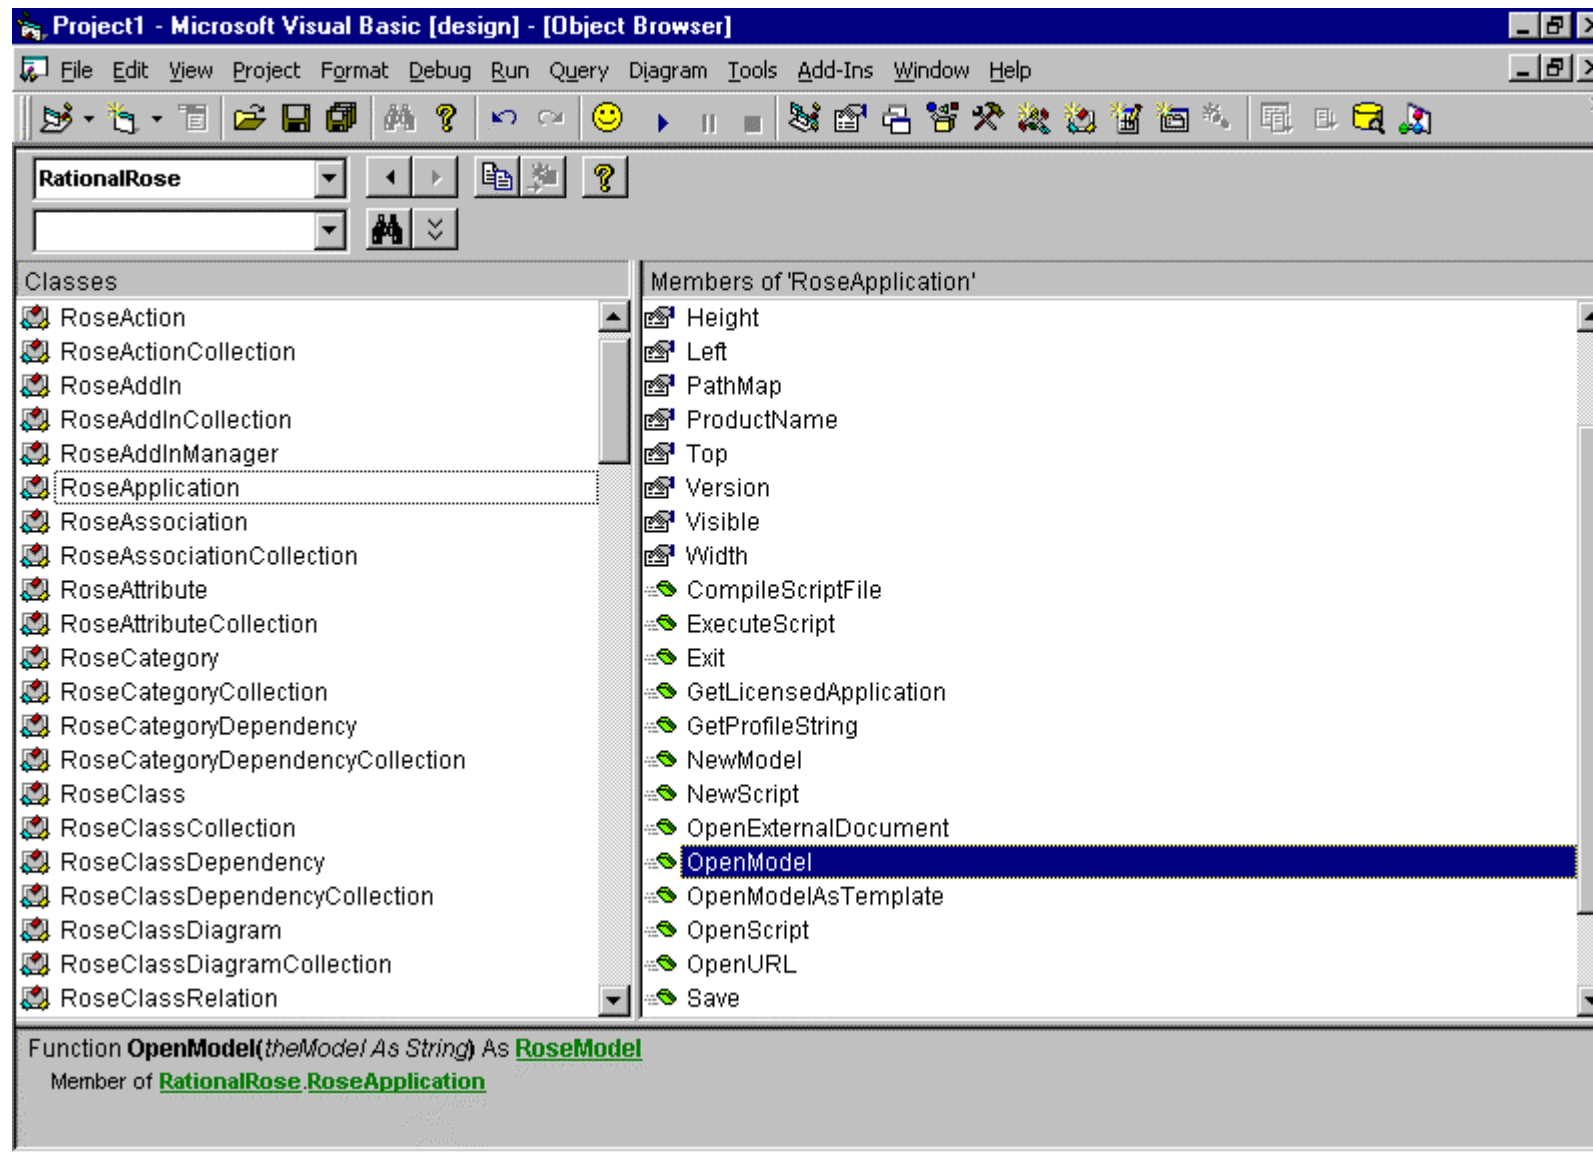 Project1 - Microsoft Visual Basic [design] - [Object Browser]
File Edit View Project Format Debug Run Query Diagram Tools Add-Ins Window Help
RationalRose
Classes
RoseAction
RoseActionCollection
RoseAddIn
RoseAddInCollection
RoseAddInManager
RoseApplication
RoseAssociation
RoseAssociationCollection
RoseAttribute
RoseAttributeCollection
RoseCategory
RoseCategoryCollection
RoseCategoryDependency
RoseCategoryDependencyCollection
RoseClass
RoseClassCollection
RoseClassDependency
RoseClassDependencyCollection
RoseClassDiagram
RoseClassDiagramCollection
RoseClassRelation
Members of 'RoseApplication'
Height
Left
PathMap
ProductName
Top
Version
Visible
Width
CompileScriptFile
ExecuteScript
Exit
GetLicensedApplication
GetProfileString
NewModel
NewScript
OpenExternalDocument
OpenModel
OpenModelAsTemplate
OpenScript
OpenURL
Save
Function OpenModel(theModel As String) As RoseModel
Member of RationalRose.RoseApplication